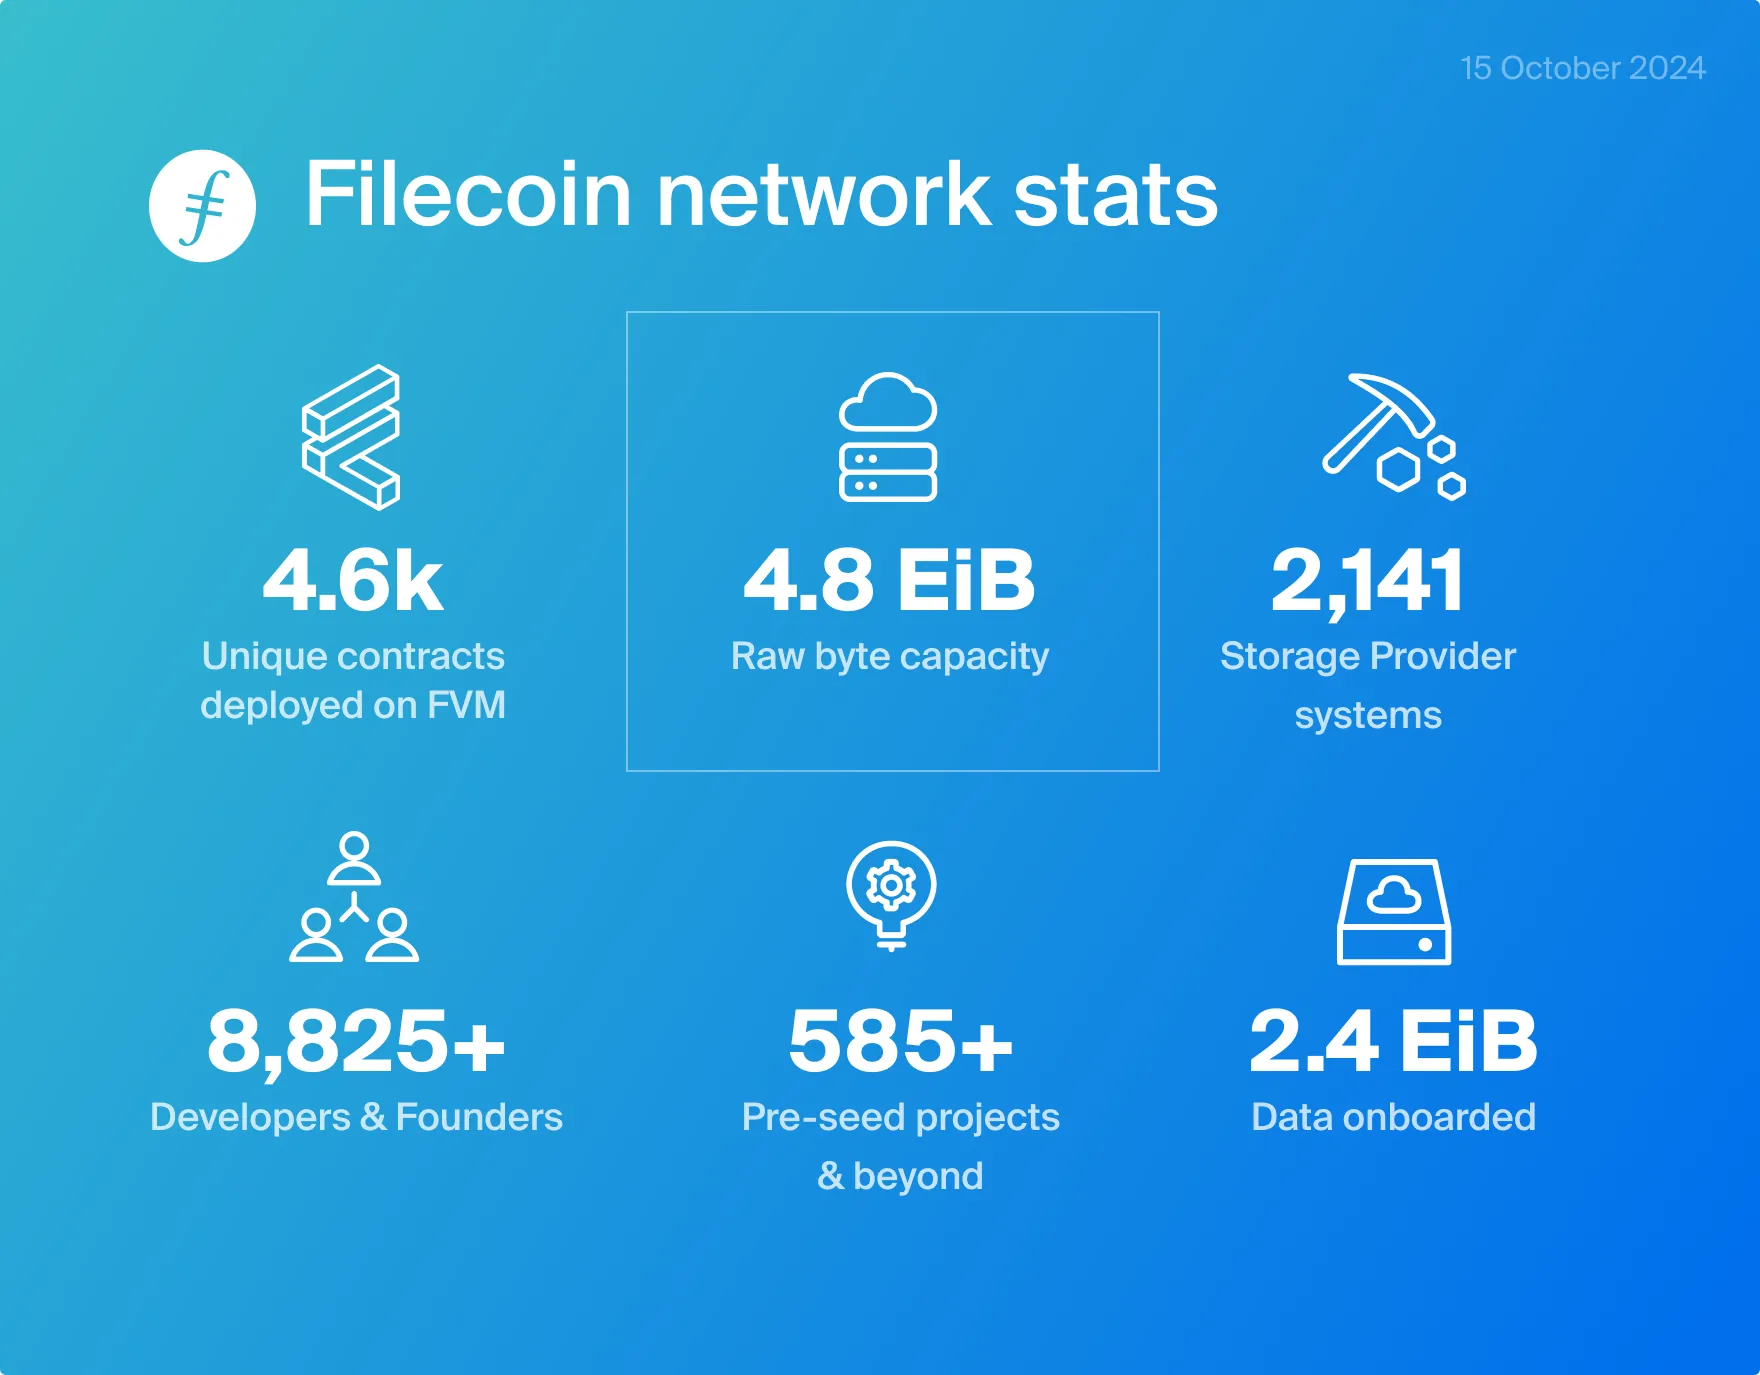 15 October 2024
Filecoin network stats
4.6k
Unique contracts
deployed on FVM
4.8 EiB
Raw byte capacity
2,141
Storage Provider
systems
8,825+
Developers & Founders
585+
Pre-seed projects
& beyond
2.4 EiB
Data onboarded